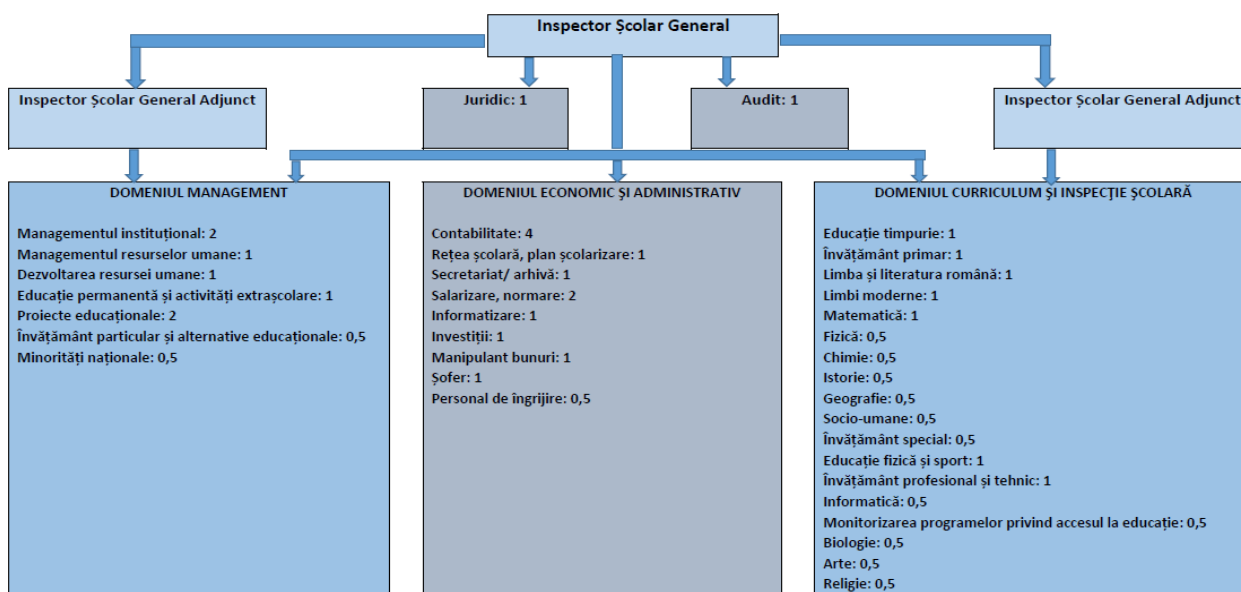 Inspector Școlar General
Inspector Școlar General Adjunct
Juridic: 1
Audit: 1
Inspector Școlar General Adjunct
DOMENIUL MANAGEMENT
Managementul instituțional: 2
Managementul resurselor umane: 1
Dezvoltarea resursei umane: 1
Educație permanentă și activități extrașcolare: 1
Proiecte educaționale: 2
Învățământ particular și alternative educaționale: 0,5
Minorități naționale: 0,5
DOMENIUL ECONOMIC ŞI ADMINISTRATIV
Contabilitate: 4
Rețea școlară, plan școlarizare: 1
Secretariat/ arhivă: 1
Salarizare, normare: 2
Informatizare: 1
Investiții: 1
Manipulant bunuri: 1
Șofer: 1
Personal de îngrijire: 0,5
DOMENIUL CURRICULUM ŞI INSPECŢIE ŞCOLARĂ
Educație timpurie: 1
Învățământ primar: 1
Limba și literatura română: 1
Limbi moderne: 1
Matematică: 1
Fizică: 0,5
Chimie: 0,5
Istorie: 0,5
Geografie: 0,5
Socio-umane: 0,5
Învățământ special: 0,5
Educație fizică și sport: 1
Învățământ profesional și tehnic: 1
Informatică: 0,5
Monitorizarea programelor privind accesul la educație: 0,5
Biologie: 0,5
Arte: 0,5
Religie: 0,5